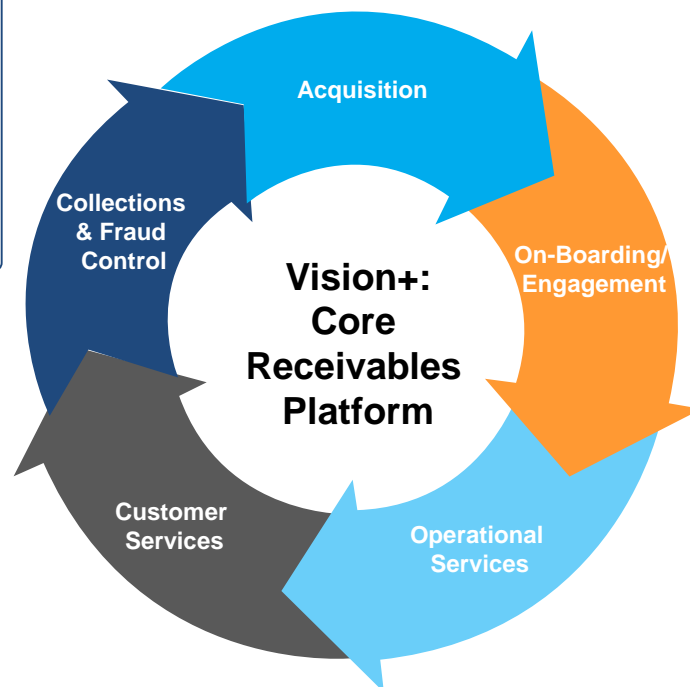 Acquisition
On-Boarding/
Engagement
Operational
Services
Customer
Services
Collections
& Fraud
Control
Vision+:
Core
Receivables
Platform